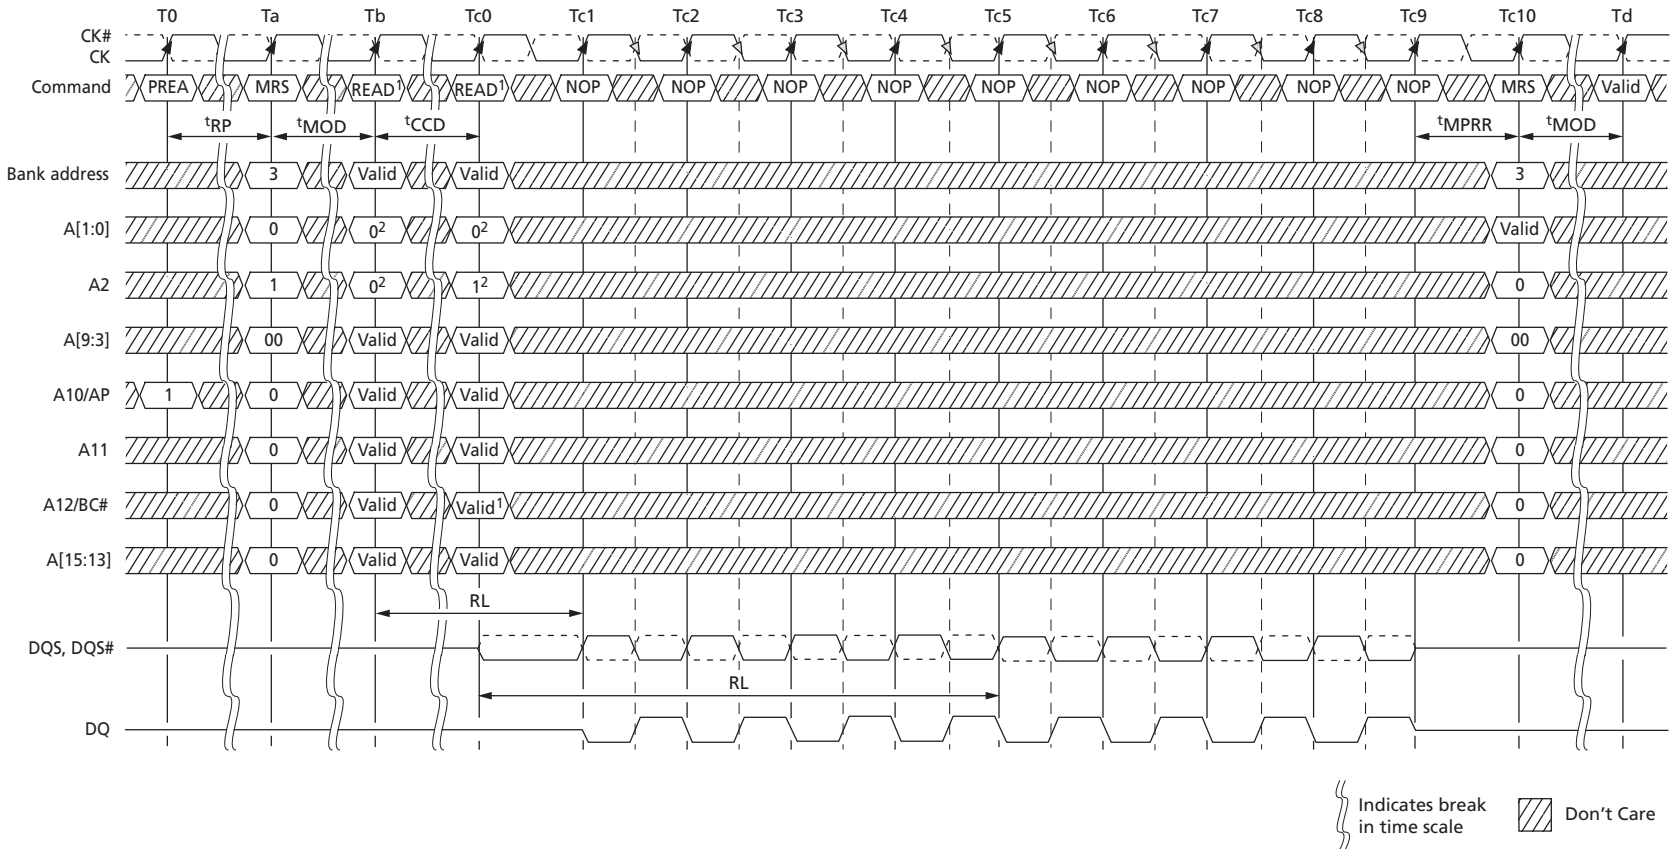 T0 Ta Tb Tc0 Tc1 Tc2 Tc3 Tc4 Tc5 Tc6 Tc7 Tc8 Tc9 Tc10 Td
CK#
CK
Command PREA MRS READ¹ READ¹ NOP NOP NOP NOP NOP NOP NOP NOP NOP MRS Valid
ᵗRP ᵗMOD ᵗCCD ᵗMPRR ᵗMOD
Bank address 3 Valid Valid 3
A[1:0] 0 0² 0² Valid
A2 1 0² 1² 0
A[9:3] 00 Valid Valid 00
A10/AP 1 0 Valid Valid 0
A11 0 Valid Valid 0
A12/BC# 0 Valid Valid¹ 0
A[15:13] 0 Valid Valid 0
RL
DQS, DQS#
RL
DQ
Indicates break
in time scale
Don't Care